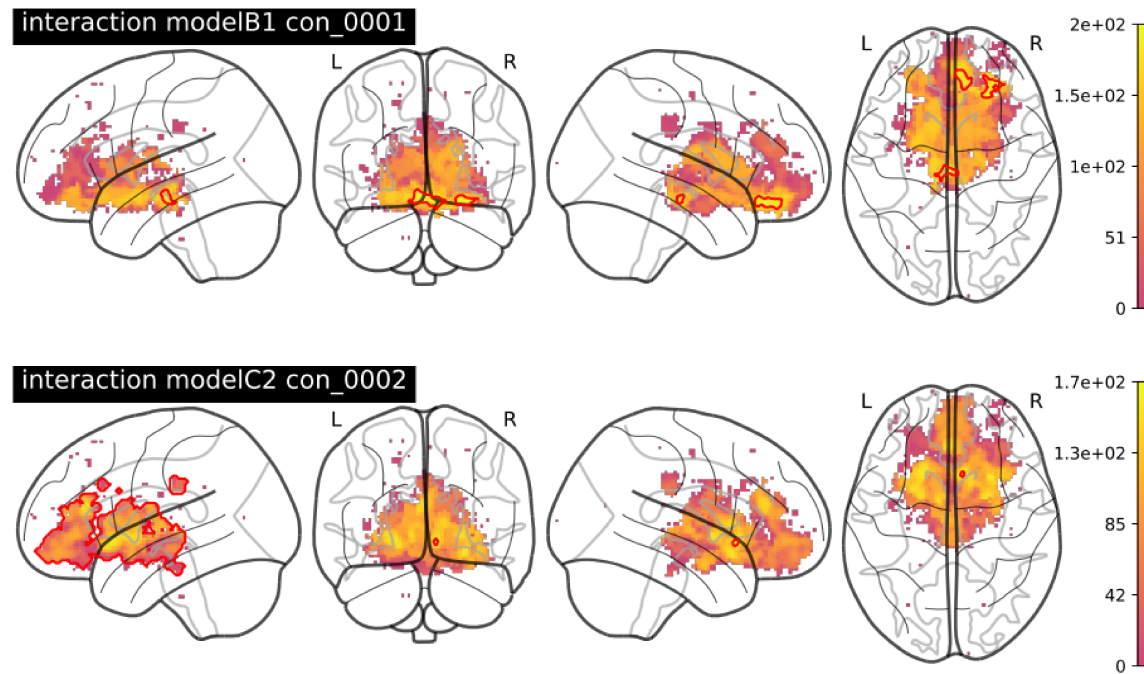 interaction modelB1 con_0001
L
R
L
R
2e+02
1.5e+02
1e+02
51
0
interaction modelC2 con_0002
L
R
L
R
1.7e+02
1.3e+02
85
42
0